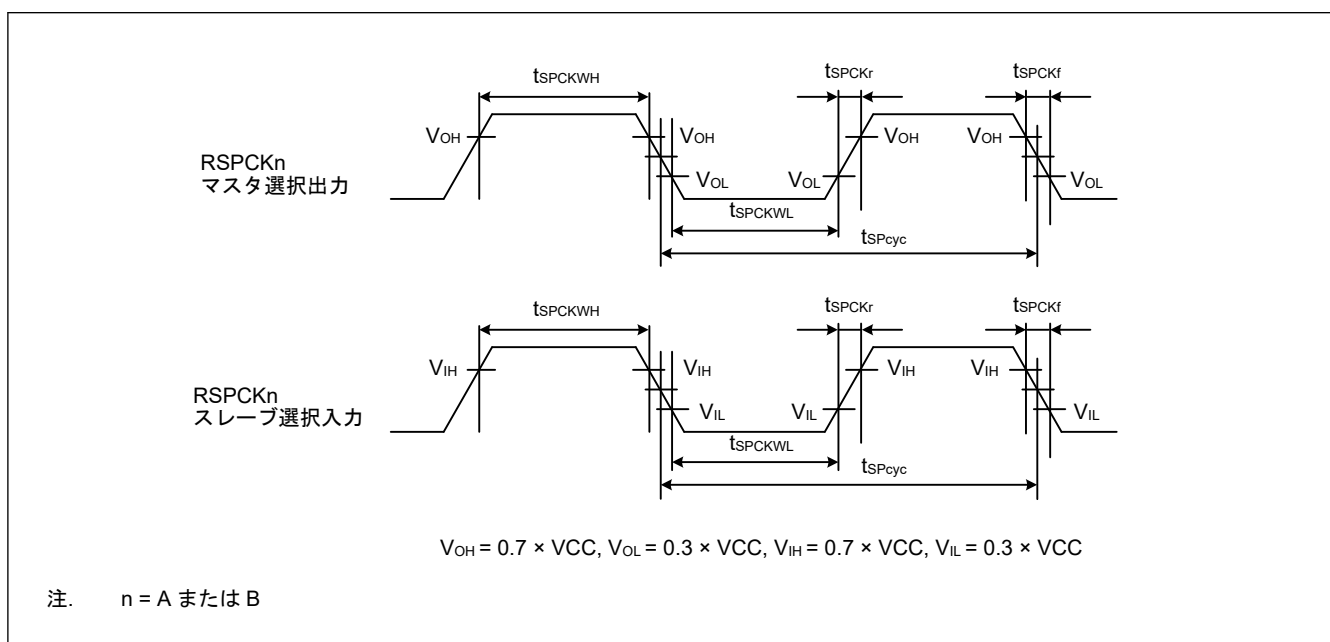 tSPCKWH tSPCKr tSPCKf
VOH VOH VOH VOH
RSPCKn
マスタ選択出力
VOL VOL VOL
tSPCKWL
tSPcyc
tSPCKWH tSPCKr tSPCKf
VIH VIH VIH VIH
RSPCKn
スレーブ選択入力
VIL VIL VIL
tSPCKWL
tSPcyc
VOH = 0.7 × VCC, VOL = 0.3 × VCC, VIH = 0.7 × VCC, VIL = 0.3 × VCC
注. n = A または B